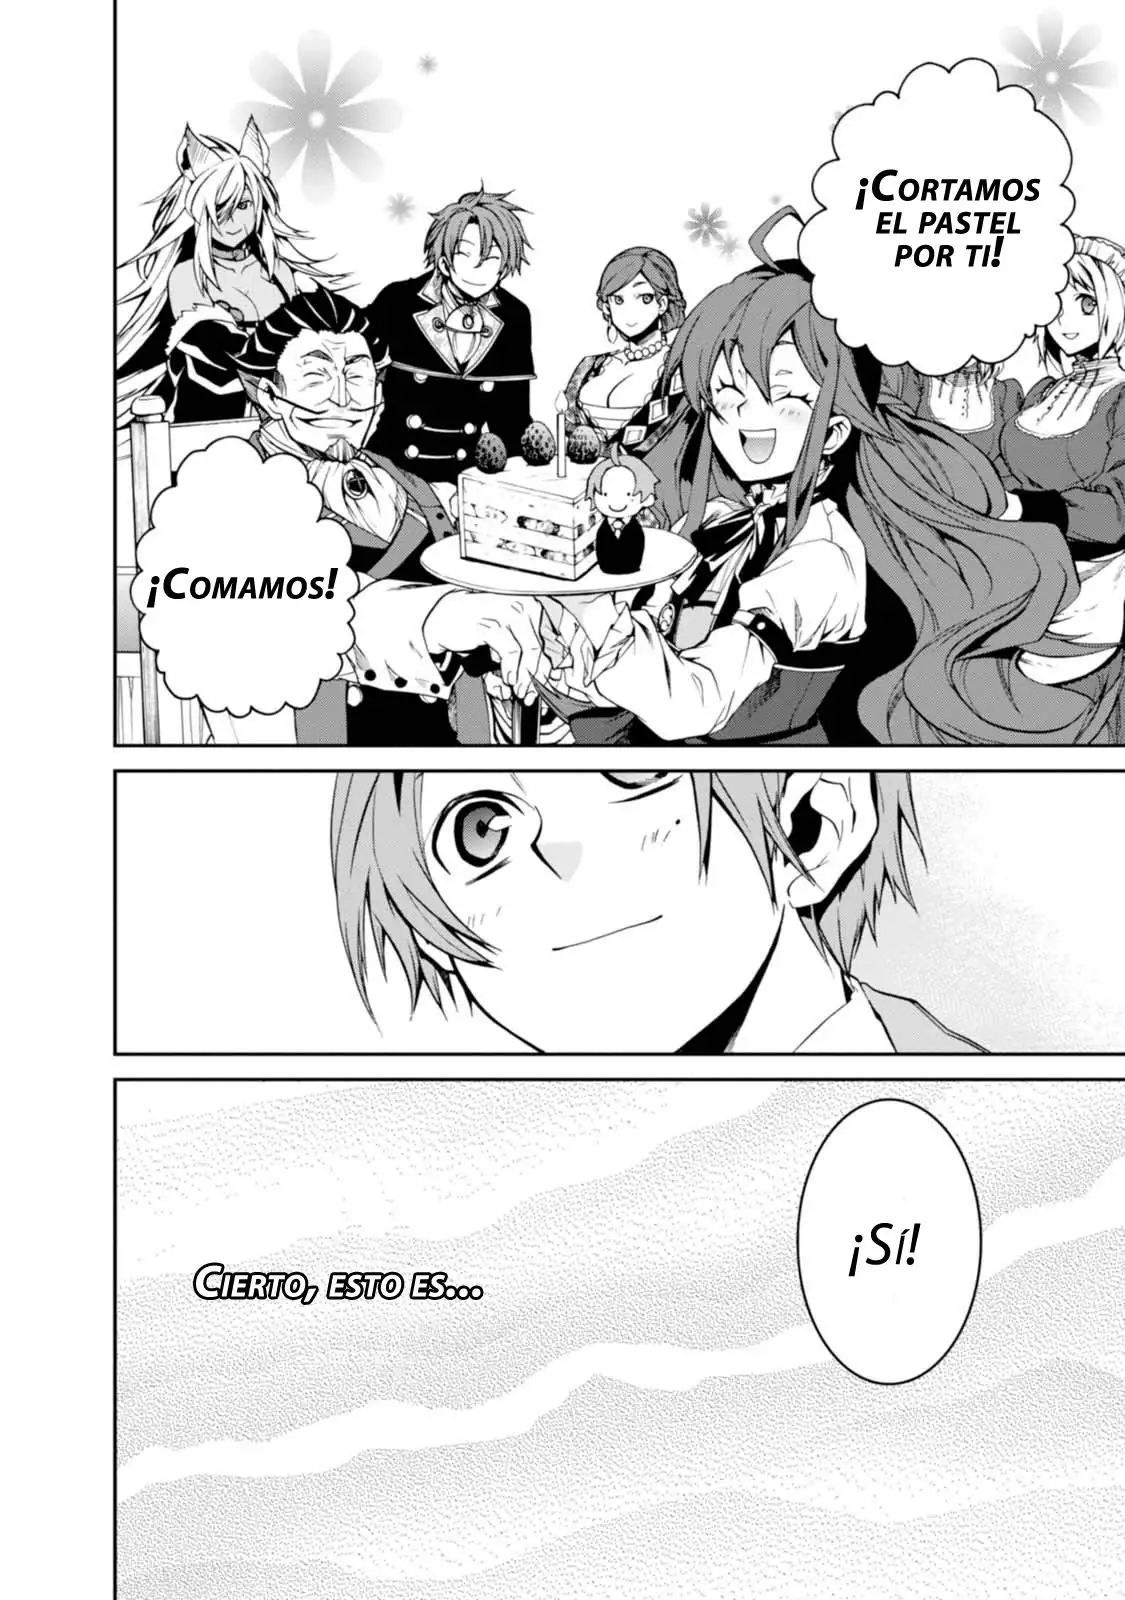 ¡CORTAMOS
EL PASTEL
POR TI!
¡COMAMOS!
¡SÍ!
CIERTO, ESTO ES...